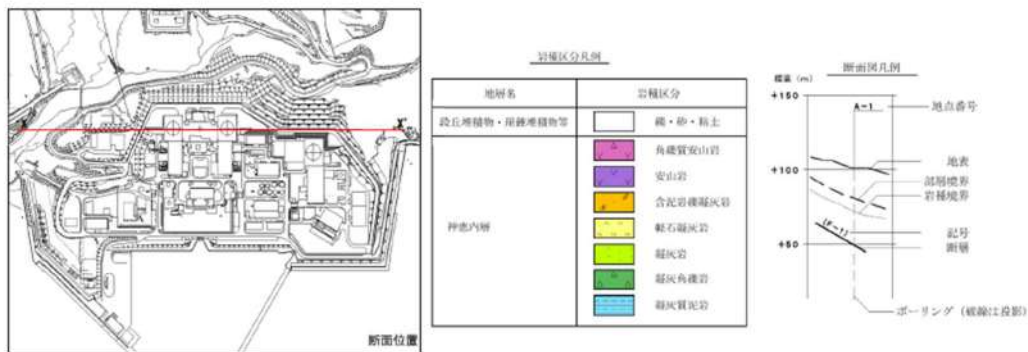 断面位置
岩種区分凡例
地層名 岩種区分
段丘堆積物・崖錐堆積物等 礫・砂・粘土
神恵内層
角礫質安山岩
安山岩
含泥岩礫凝灰岩
軽石凝灰岩
凝灰岩
凝灰角礫岩
凝灰質泥岩
断面図凡例
標高 (m)
+150
A-1
地点番号
+100
地表
部層境界
岩種境界
(F-1)
記号
+50
断層
ボーリング (破線は投影)